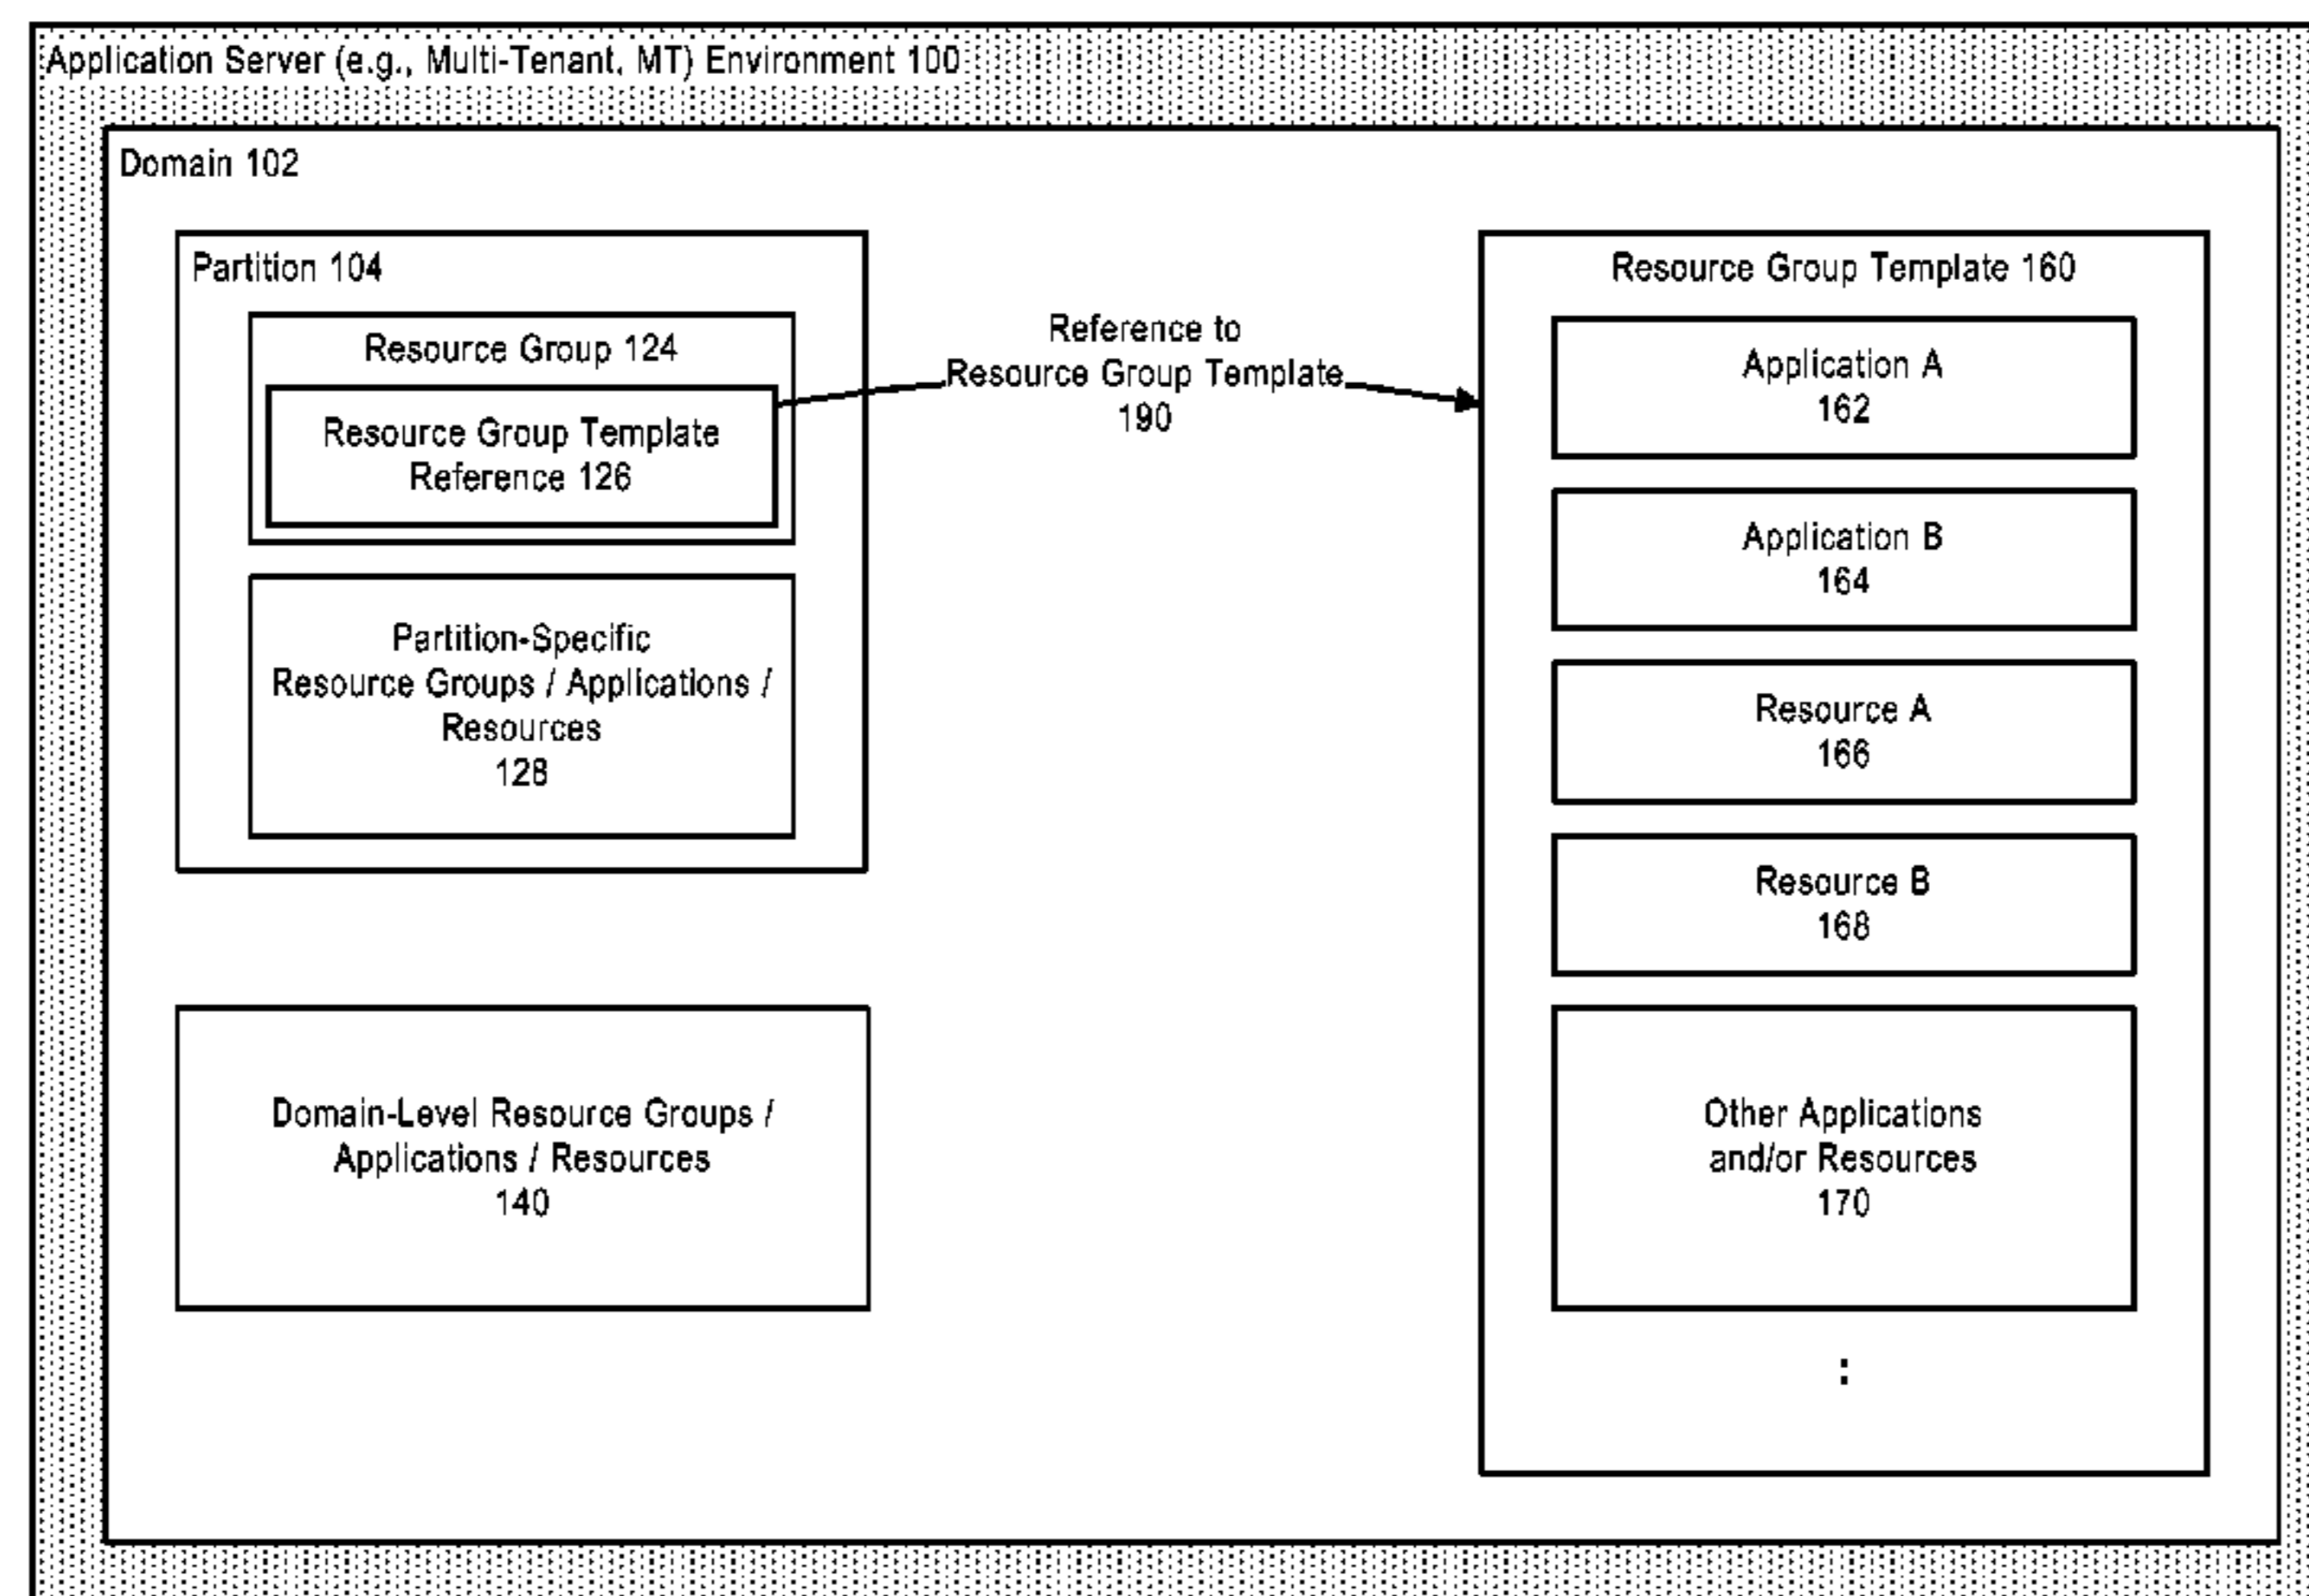 Application Server (e.g., Multi-Tenant, MT) Environment 100
Domain 102
Partition 104
Resource Group 124
Resource Group Template
Reference 126
Partition-Specific
Resource Groups / Applications /
Resources
128
Domain-Level Resource Groups /
Applications / Resources
140
Reference to
Resource Group Template
190
Resource Group Template 160
Application A
162
Application B
164
Resource A
166
Resource B
168
Other Applications
and/or Resources
170
: